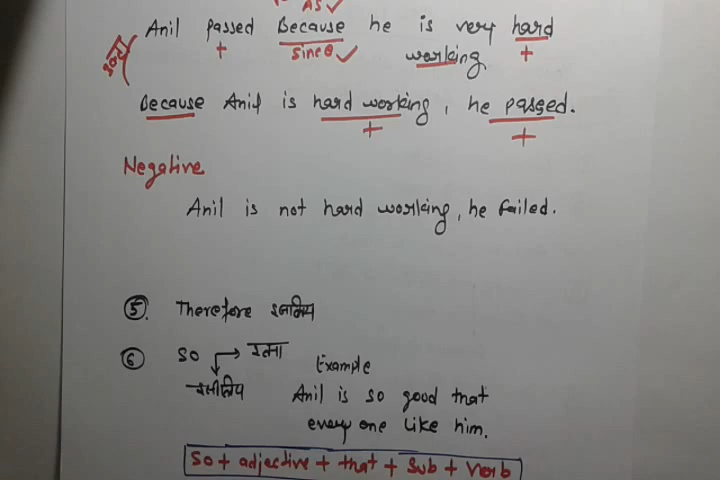 AS ✓
Anil passed Because he is very hard
+ since ✓ working +
Because Anil is hard working, he passed.
+ +
Negative
Anil is not hard working, he failed.
⑤. Therefore इसलिय
⑥ so → इतना
Example
इसीलिय Anil is so good that
every one like him.
so + adjective + that + sub + verb